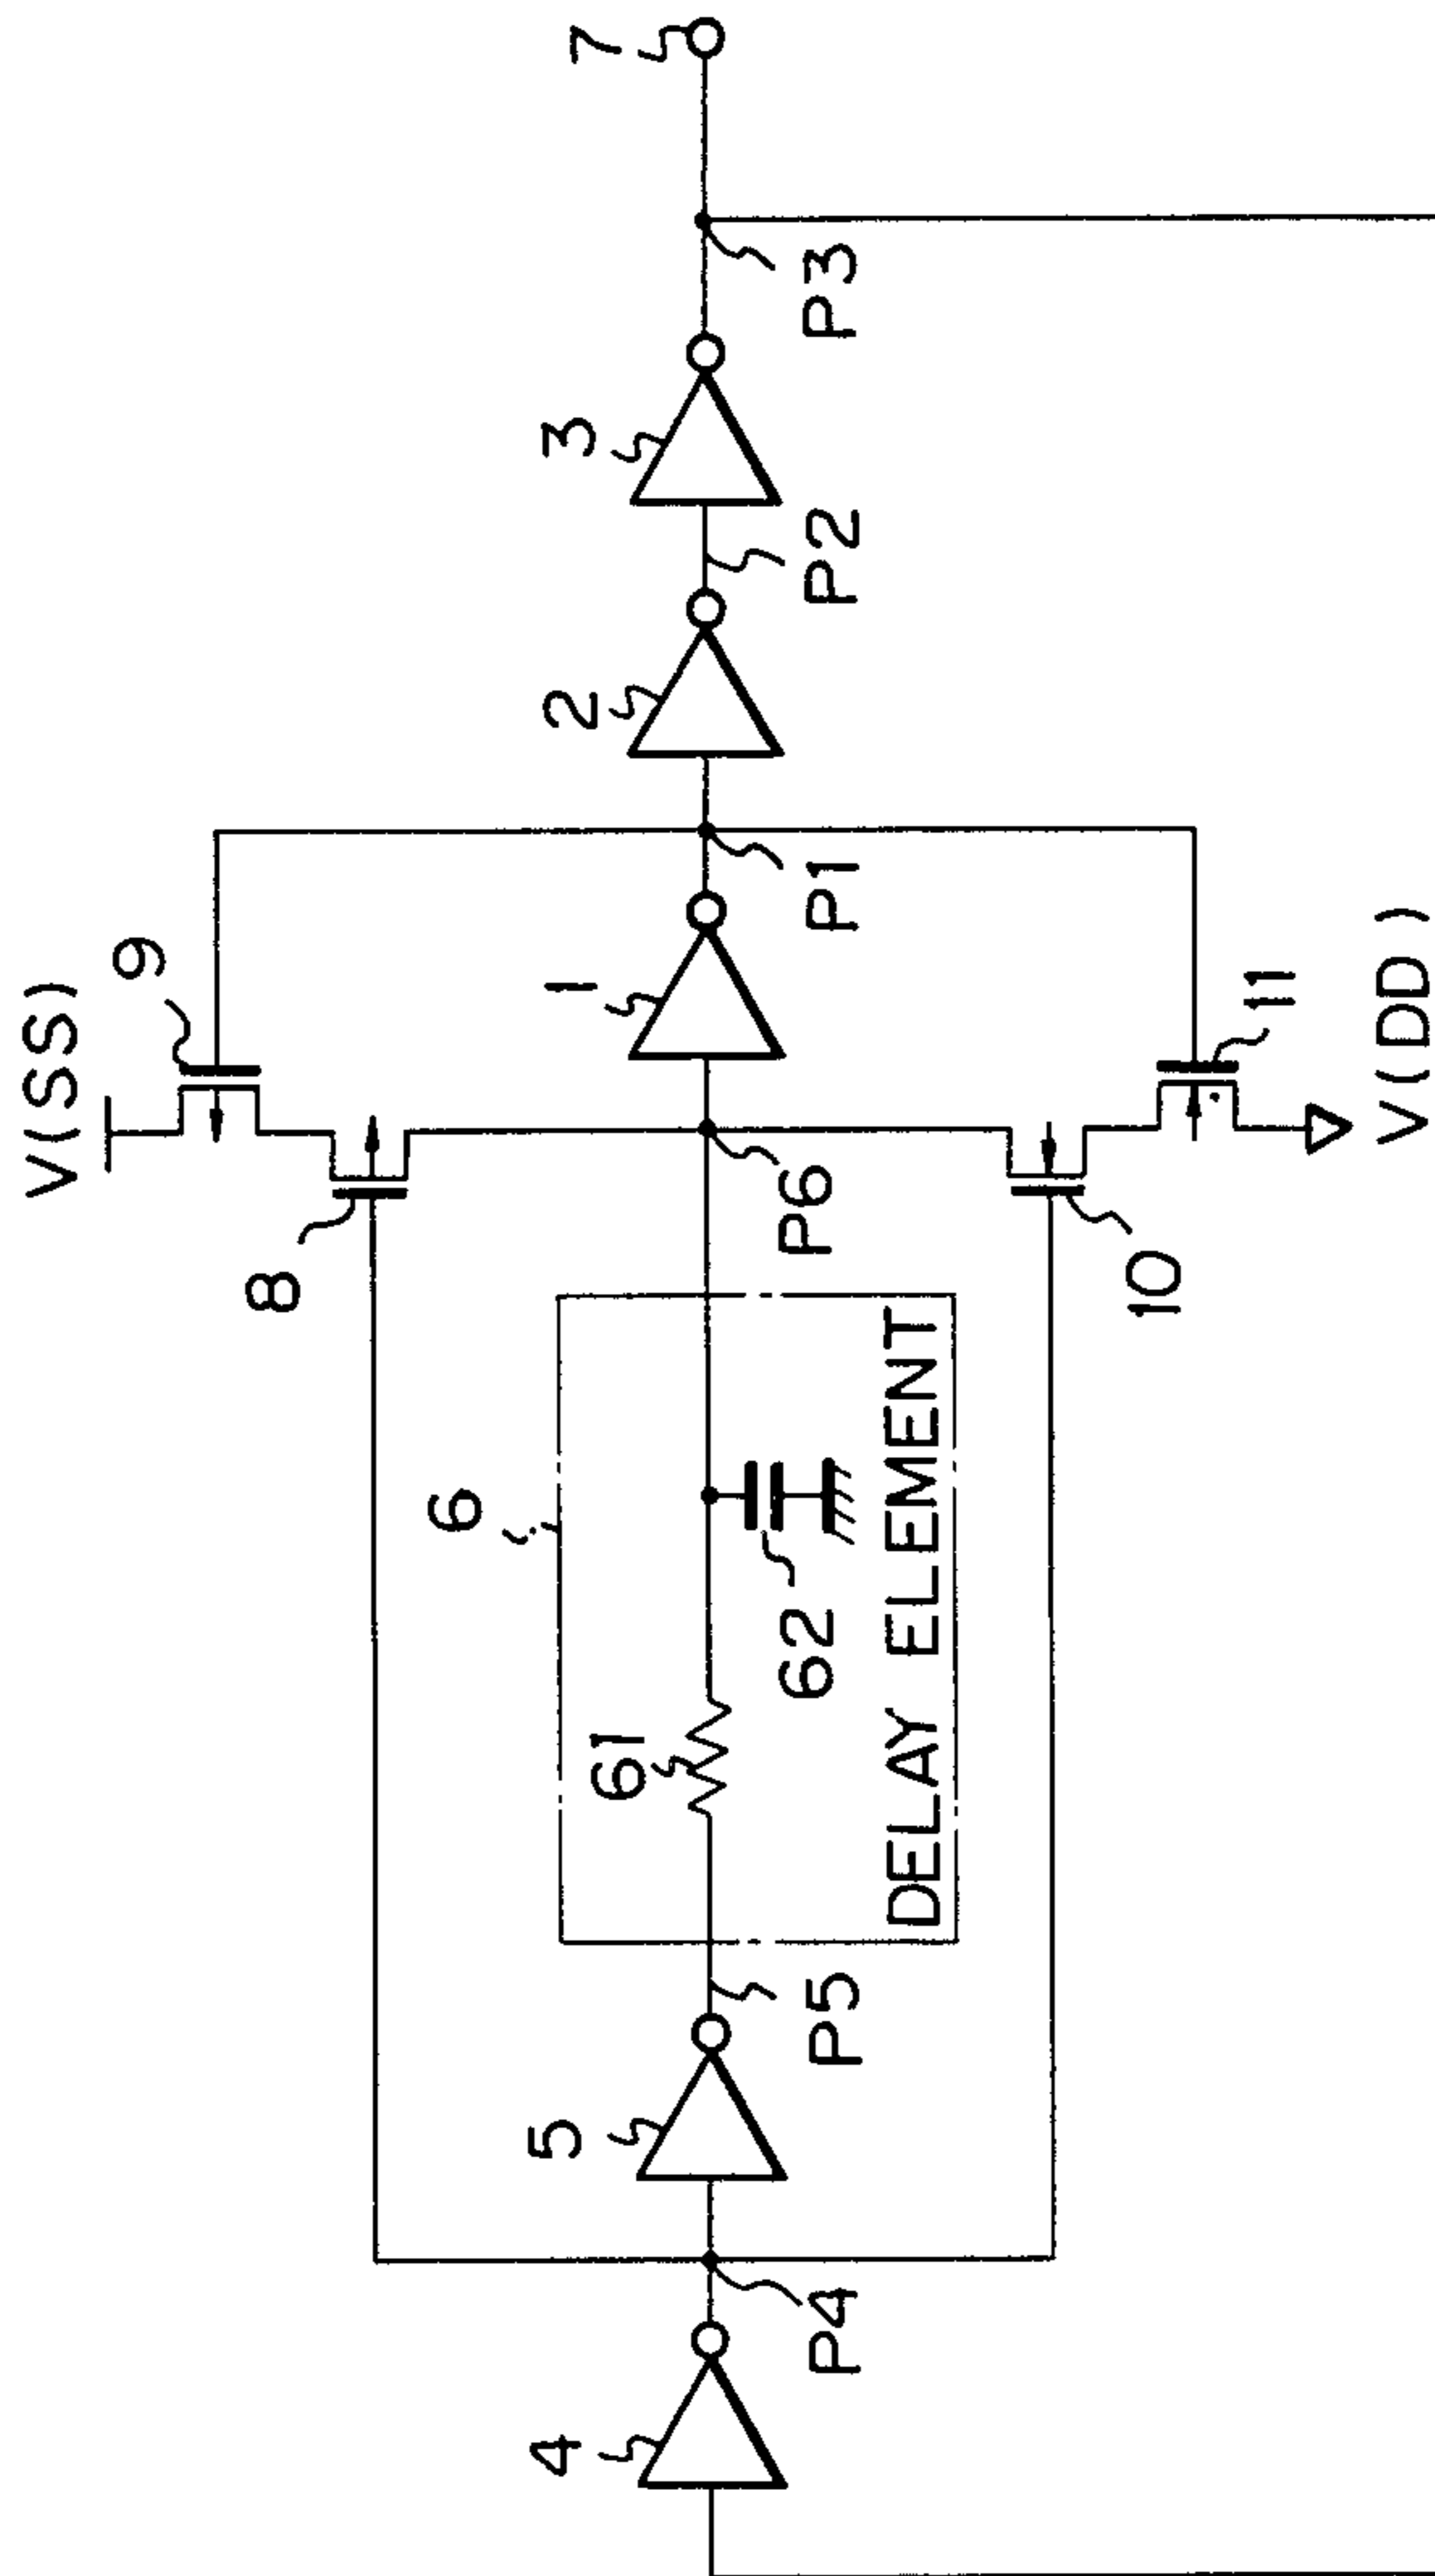 V(SS)
9
8
6
4 5 1 2 3 7
61
62 P6
P4 P5 P1 P2 P3
DELAY ELEMENT
10
11
V(DD)